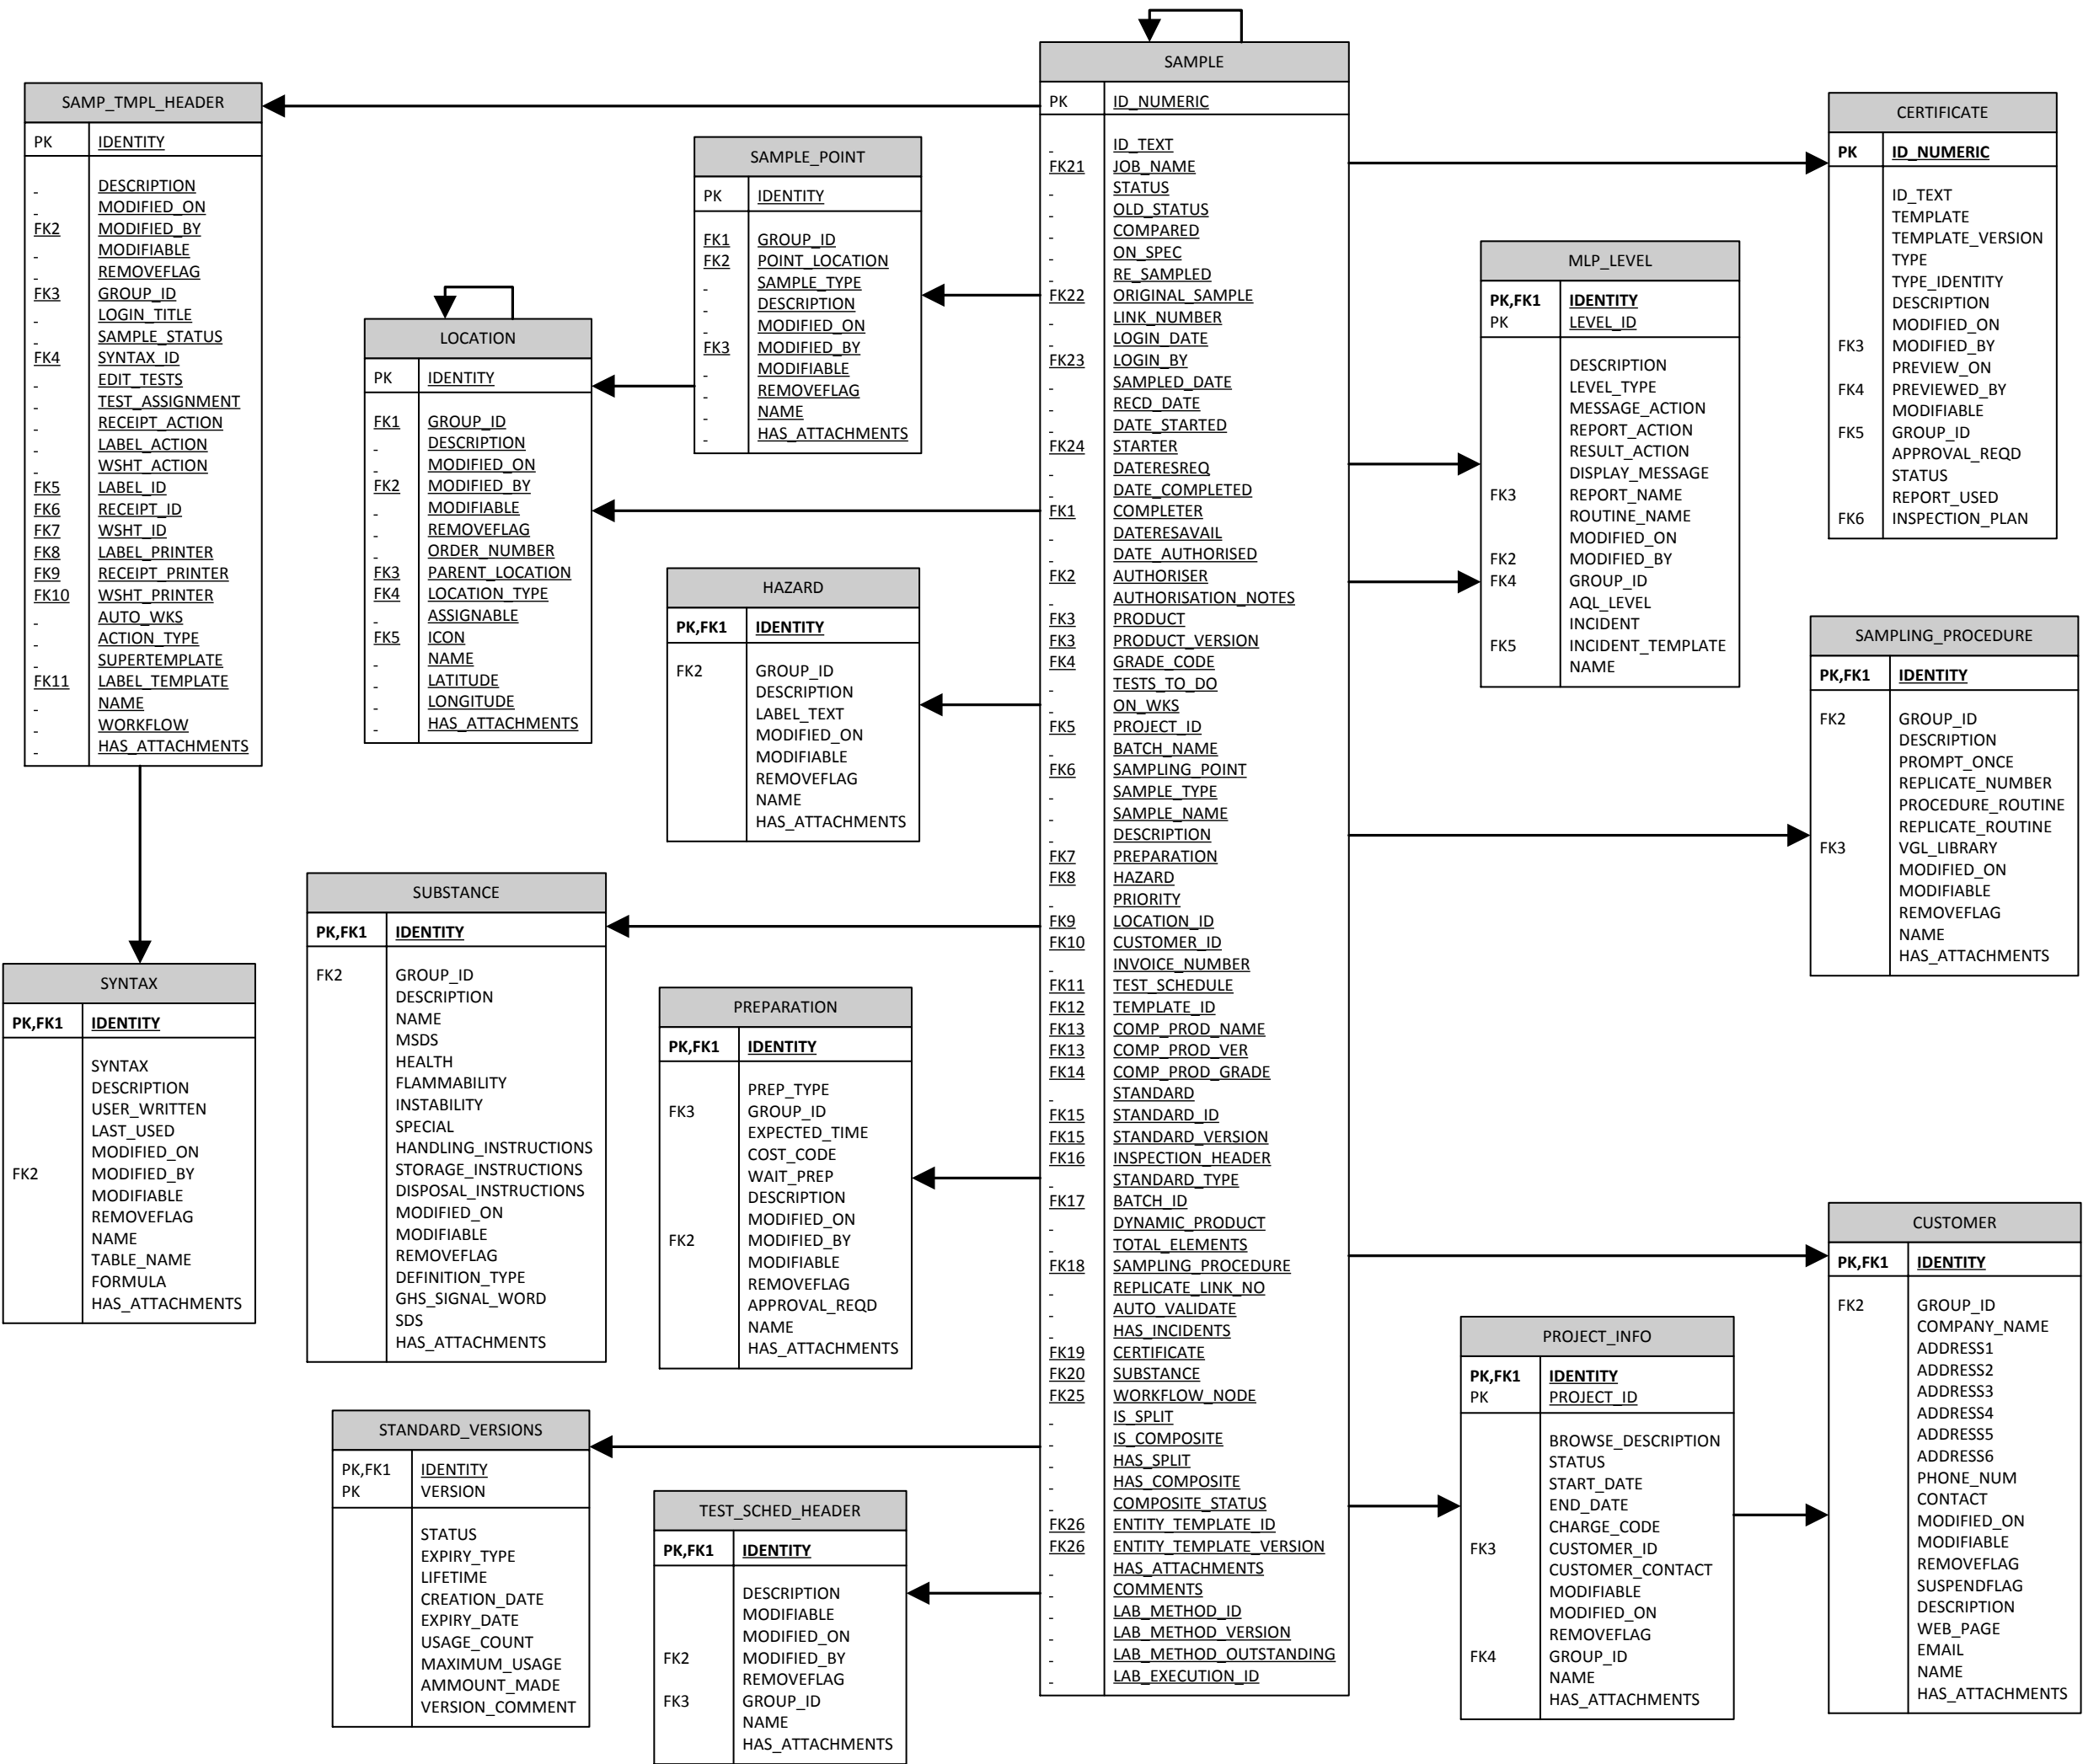 SAMPLE
PK ID_NUMERIC
_ ID_TEXT
FK21 JOB_NAME
_ STATUS
_ OLD_STATUS
_ COMPARED
_ ON_SPEC
_ RE_SAMPLED
FK22 ORIGINAL_SAMPLE
_ LINK_NUMBER
_ LOGIN_DATE
FK23 LOGIN_BY
_ SAMPLED_DATE
_ RECD_DATE
_ DATE_STARTED
FK24 STARTER
_ DATERESREQ
_ DATE_COMPLETED
FK1 COMPLETER
_ DATERESAVAIL
_ DATE_AUTHORISED
FK2 AUTHORISER
_ AUTHORISATION_NOTES
FK3 PRODUCT
FK3 PRODUCT_VERSION
FK4 GRADE_CODE
_ TESTS_TO_DO
_ ON_WKS
FK5 PROJECT_ID
_ BATCH_NAME
FK6 SAMPLING_POINT
_ SAMPLE_TYPE
_ SAMPLE_NAME
_ DESCRIPTION
FK7 PREPARATION
FK8 HAZARD
_ PRIORITY
FK9 LOCATION_ID
FK10 CUSTOMER_ID
_ INVOICE_NUMBER
FK11 TEST_SCHEDULE
FK12 TEMPLATE_ID
FK13 COMP_PROD_NAME
FK13 COMP_PROD_VER
FK14 COMP_PROD_GRADE
_ STANDARD
FK15 STANDARD_ID
FK15 STANDARD_VERSION
FK16 INSPECTION_HEADER
_ STANDARD_TYPE
FK17 BATCH_ID
_ DYNAMIC_PRODUCT
_ TOTAL_ELEMENTS
FK18 SAMPLING_PROCEDURE
_ REPLICATE_LINK_NO
_ AUTO_VALIDATE
_ HAS_INCIDENTS
FK19 CERTIFICATE
FK20 SUBSTANCE
FK25 WORKFLOW_NODE
_ IS_SPLIT
_ IS_COMPOSITE
_ HAS_SPLIT
_ HAS_COMPOSITE
_ COMPOSITE_STATUS
FK26 ENTITY_TEMPLATE_ID
FK26 ENTITY_TEMPLATE_VERSION
_ HAS_ATTACHMENTS
_ COMMENTS
_ LAB_METHOD_ID
_ LAB_METHOD_VERSION
_ LAB_METHOD_OUTSTANDING
_ LAB_EXECUTION_ID
SAMP_TMPL_HEADER
PK IDENTITY
_ DESCRIPTION
_ MODIFIED_ON
FK2 MODIFIED_BY
_ MODIFIABLE
_ REMOVEFLAG
FK3 GROUP_ID
_ LOGIN_TITLE
_ SAMPLE_STATUS
FK4 SYNTAX_ID
_ EDIT_TESTS
_ TEST_ASSIGNMENT
_ RECEIPT_ACTION
_ LABEL_ACTION
_ WSHT_ACTION
FK5 LABEL_ID
FK6 RECEIPT_ID
FK7 WSHT_ID
FK8 LABEL_PRINTER
FK9 RECEIPT_PRINTER
FK10 WSHT_PRINTER
_ AUTO_WKS
_ ACTION_TYPE
_ SUPERTEMPLATE
FK11 LABEL_TEMPLATE
_ NAME
_ WORKFLOW
_ HAS_ATTACHMENTS
SAMPLE_POINT
PK IDENTITY
FK1 GROUP_ID
FK2 POINT_LOCATION
_ SAMPLE_TYPE
_ DESCRIPTION
_ MODIFIED_ON
FK3 MODIFIED_BY
_ MODIFIABLE
_ REMOVEFLAG
_ NAME
_ HAS_ATTACHMENTS
LOCATION
PK IDENTITY
FK1 GROUP_ID
_ DESCRIPTION
_ MODIFIED_ON
FK2 MODIFIED_BY
_ MODIFIABLE
_ REMOVEFLAG
_ ORDER_NUMBER
FK3 PARENT_LOCATION
FK4 LOCATION_TYPE
_ ASSIGNABLE
FK5 ICON
_ NAME
_ LATITUDE
_ LONGITUDE
_ HAS_ATTACHMENTS
HAZARD
PK,FK1 IDENTITY
FK2 GROUP_ID
DESCRIPTION
LABEL_TEXT
MODIFIED_ON
MODIFIABLE
REMOVEFLAG
NAME
HAS_ATTACHMENTS
CERTIFICATE
PK ID_NUMERIC
ID_TEXT
TEMPLATE
TEMPLATE_VERSION
TYPE
TYPE_IDENTITY
DESCRIPTION
MODIFIED_ON
FK3 MODIFIED_BY
PREVIEW_ON
FK4 PREVIEWED_BY
MODIFIABLE
FK5 GROUP_ID
APPROVAL_REQD
STATUS
REPORT_USED
FK6 INSPECTION_PLAN
MLP_LEVEL
PK,FK1 IDENTITY
PK LEVEL_ID
DESCRIPTION
LEVEL_TYPE
MESSAGE_ACTION
REPORT_ACTION
RESULT_ACTION
DISPLAY_MESSAGE
FK3 REPORT_NAME
ROUTINE_NAME
MODIFIED_ON
FK2 MODIFIED_BY
FK4 GROUP_ID
AQL_LEVEL
INCIDENT
FK5 INCIDENT_TEMPLATE
NAME
SAMPLING_PROCEDURE
PK,FK1 IDENTITY
FK2 GROUP_ID
DESCRIPTION
PROMPT_ONCE
REPLICATE_NUMBER
PROCEDURE_ROUTINE
REPLICATE_ROUTINE
FK3 VGL_LIBRARY
MODIFIED_ON
MODIFIABLE
REMOVEFLAG
NAME
HAS_ATTACHMENTS
SYNTAX
PK,FK1 IDENTITY
SYNTAX
DESCRIPTION
USER_WRITTEN
LAST_USED
MODIFIED_ON
FK2 MODIFIED_BY
MODIFIABLE
REMOVEFLAG
NAME
TABLE_NAME
FORMULA
HAS_ATTACHMENTS
SUBSTANCE
PK,FK1 IDENTITY
FK2 GROUP_ID
DESCRIPTION
NAME
MSDS
HEALTH
FLAMMABILITY
INSTABILITY
SPECIAL
HANDLING_INSTRUCTIONS
STORAGE_INSTRUCTIONS
DISPOSAL_INSTRUCTIONS
MODIFIED_ON
MODIFIABLE
REMOVEFLAG
DEFINITION_TYPE
GHS_SIGNAL_WORD
SDS
HAS_ATTACHMENTS
PREPARATION
PK,FK1 IDENTITY
PREP_TYPE
FK3 GROUP_ID
EXPECTED_TIME
COST_CODE
WAIT_PREP
DESCRIPTION
MODIFIED_ON
FK2 MODIFIED_BY
MODIFIABLE
REMOVEFLAG
APPROVAL_REQD
NAME
HAS_ATTACHMENTS
STANDARD_VERSIONS
PK,FK1 IDENTITY
PK VERSION
STATUS
EXPIRY_TYPE
LIFETIME
CREATION_DATE
EXPIRY_DATE
USAGE_COUNT
MAXIMUM_USAGE
AMMOUNT_MADE
VERSION_COMMENT
TEST_SCHED_HEADER
PK,FK1 IDENTITY
DESCRIPTION
MODIFIABLE
MODIFIED_ON
FK2 MODIFIED_BY
REMOVEFLAG
FK3 GROUP_ID
NAME
HAS_ATTACHMENTS
PROJECT_INFO
PK,FK1 IDENTITY
PK PROJECT_ID
BROWSE_DESCRIPTION
STATUS
START_DATE
END_DATE
CHARGE_CODE
FK3 CUSTOMER_ID
CUSTOMER_CONTACT
MODIFIABLE
MODIFIED_ON
REMOVEFLAG
FK4 GROUP_ID
NAME
HAS_ATTACHMENTS
CUSTOMER
PK,FK1 IDENTITY
FK2 GROUP_ID
COMPANY_NAME
ADDRESS1
ADDRESS2
ADDRESS3
ADDRESS4
ADDRESS5
ADDRESS6
PHONE_NUM
CONTACT
MODIFIED_ON
MODIFIABLE
REMOVEFLAG
SUSPENDFLAG
DESCRIPTION
WEB_PAGE
EMAIL
NAME
HAS_ATTACHMENTS